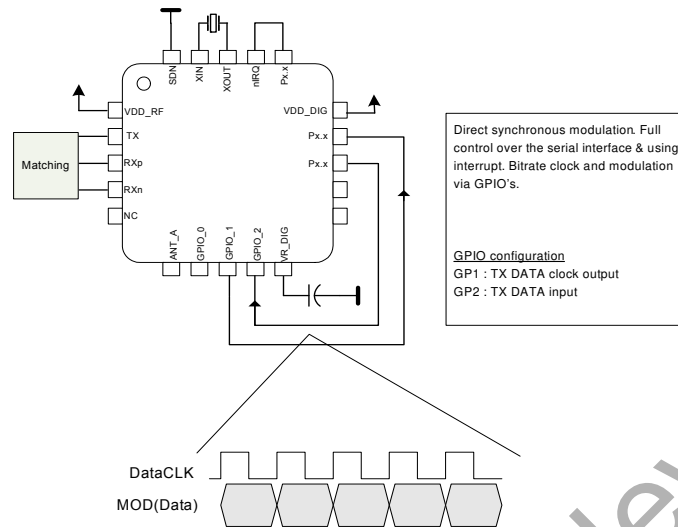 SDN
XIN
XOUT
nIRQ
Px.x
VDD_RF
VDD_DIG
TX
Px.x
Matching
RXp
Px.x
RXn
NC
ANT_A
GPIO_0
GPIO_1
GPIO_2
VR_DIG
Direct synchronous modulation. Full
control over the serial interface & using
interrupt. Bitrate clock and modulation
via GPIO's.
GPIO configuration
GP1 : TX DATA clock output
GP2 : TX DATA input
DataCLK
MOD(Data)